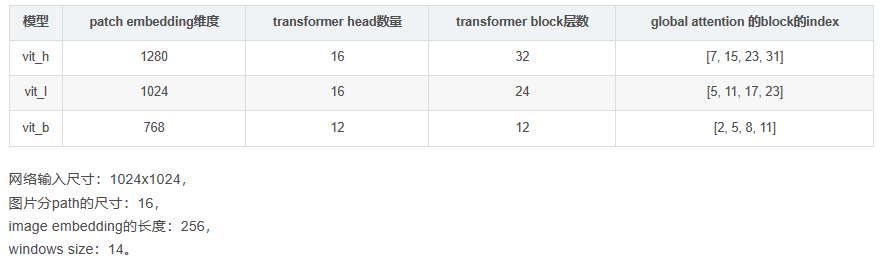 模型 patch embedding维度 transformer head数量 transformer block层数 global attention 的block的index
vit_h 1280 16 32 [7, 15, 23, 31]
vit_l 1024 16 24 [5, 11, 17, 23]
vit_b 768 12 12 [2, 5, 8, 11]
网络输入尺寸：1024x1024，
图片分path的尺寸：16，
image embedding的长度：256，
windows size：14。